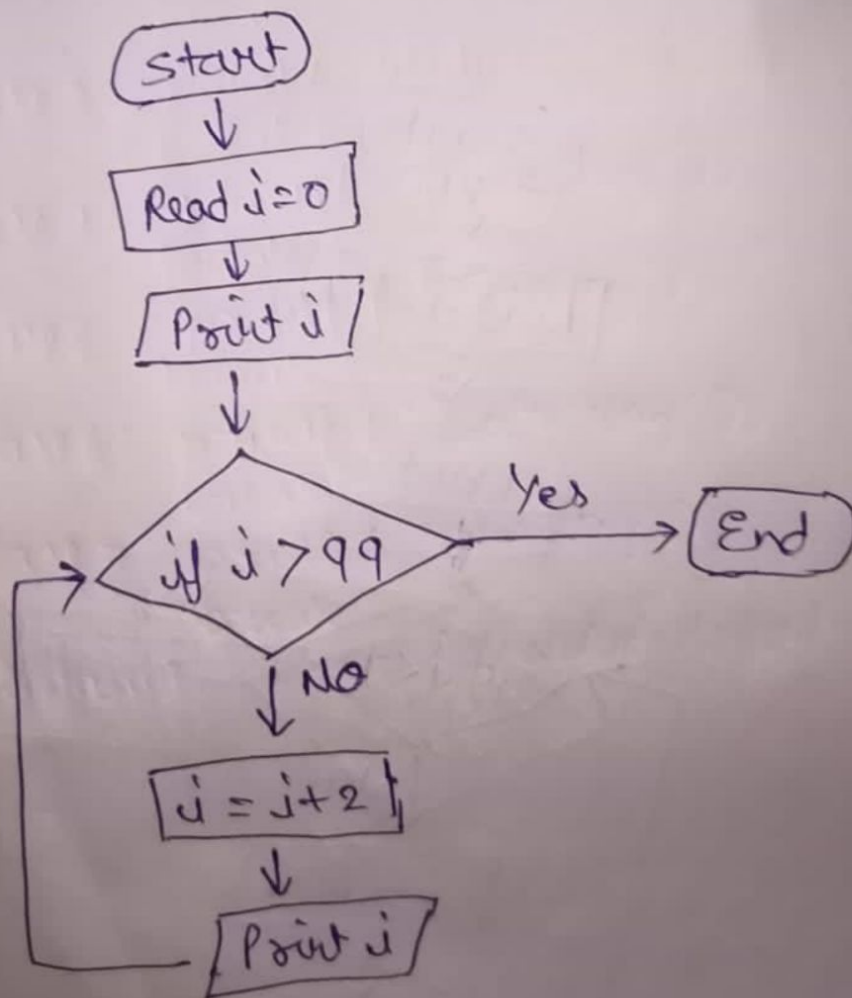 Start
Read i=0
Print i
if i > 99
Yes
End
No
i = i+2
Print i